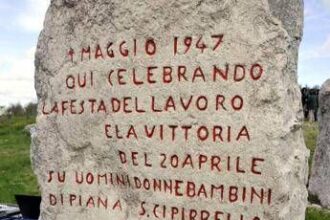 1 MAGGIO 1947
QUI CELEBRANDO
LA FESTA DEL LAVORO
E LA VITTORIA
DEL 20 APRILE
SU UOMINI DONNE BAMBINI
DI PIANA S. CIPIRRELLO